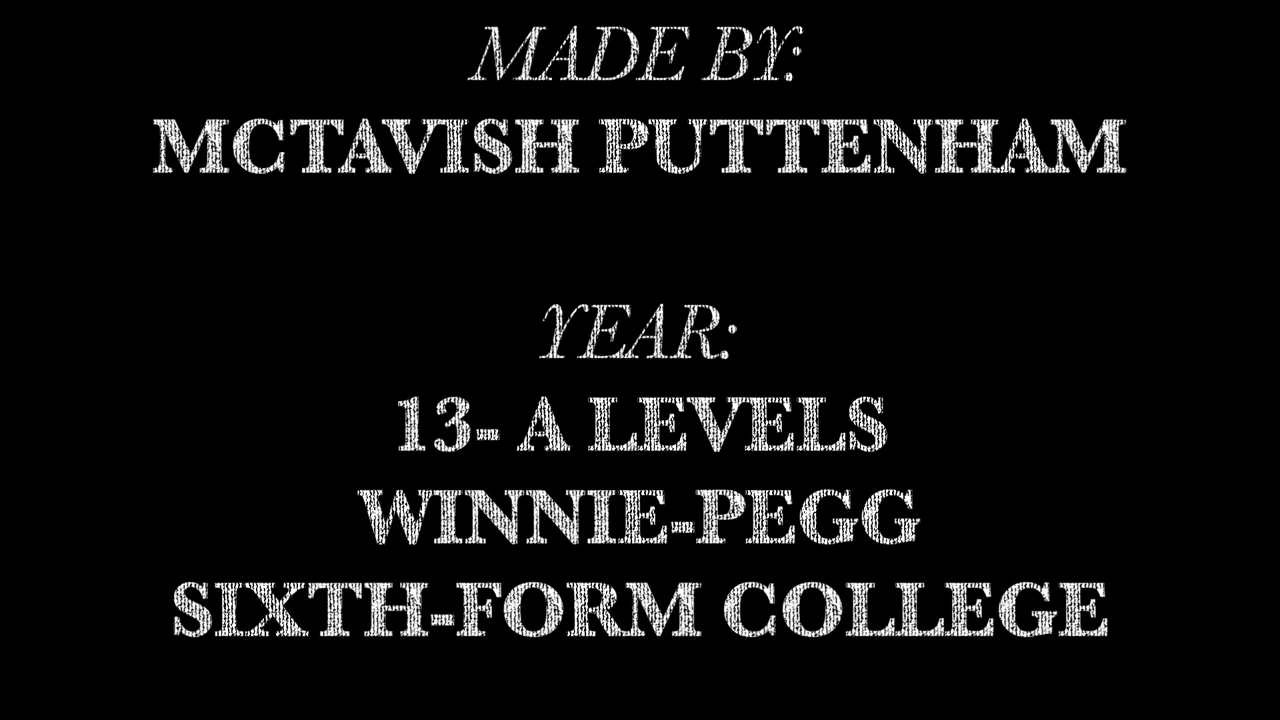 MADE BY:
MCTAVISH PUTTENHAM
YEAR:
13- A LEVELS
WINNIE-PEGG
SIXTH-FORM COLLEGE